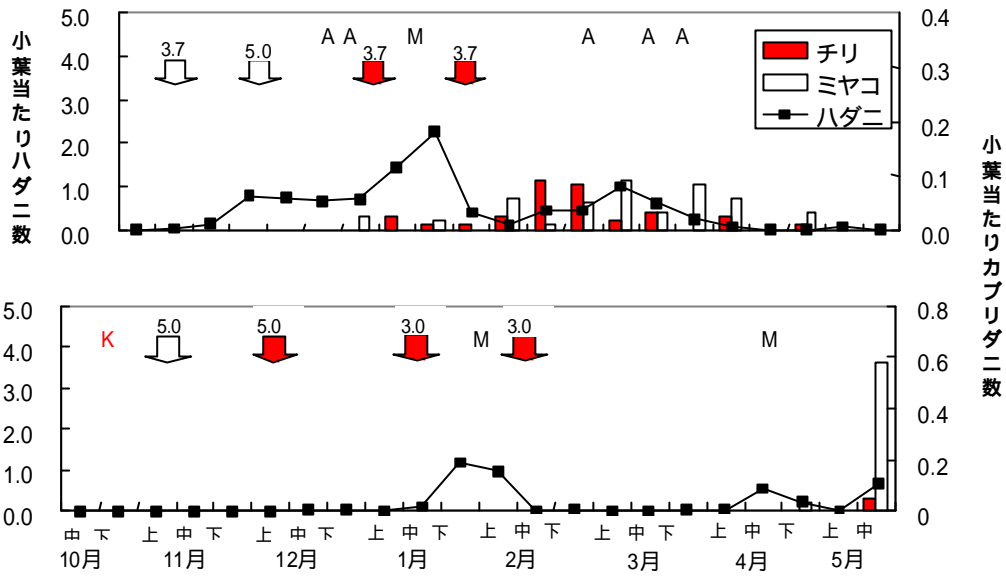 小葉当たりハダニ数
5.0
4.0
3.0
2.0
1.0
0.0
3.7 5.0 A A 3.7 M 3.7 A A A
チリ
ミヤコ
ハダニ
0.4
0.3
0.2
0.1
0.0
小葉当たりカブリダニ数
5.0
4.0
3.0
2.0
1.0
0.0
K 5.0 5.0 3.0 M 3.0 M
0.8
0.6
0.4
0.2
0
中 下 上 中 下 上 中 下 上 中 下 上 中 下 上 中 下 上 中 下 上 中
10月 11月 12月 1月 2月 3月 4月 5月